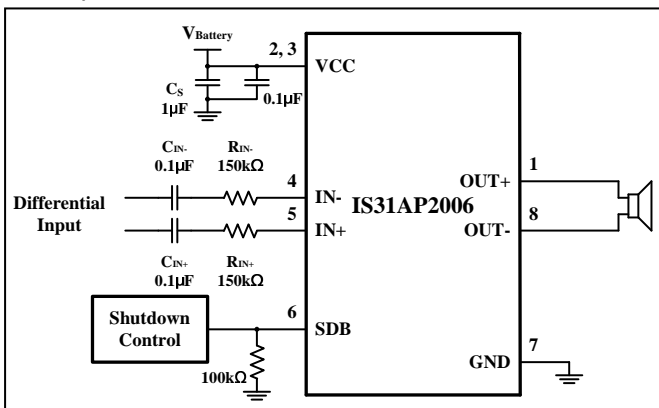 VBattery
2, 3
VCC
CS
1µF
0.1µF
CIN-
0.1µF
RIN-
150kΩ
4
IN-
Differential
Input
5
IN+
CIN+
0.1µF
RIN+
150kΩ
IS31AP2006
1
OUT+
8
OUT-
Shutdown
Control
6
SDB
100kΩ
7
GND